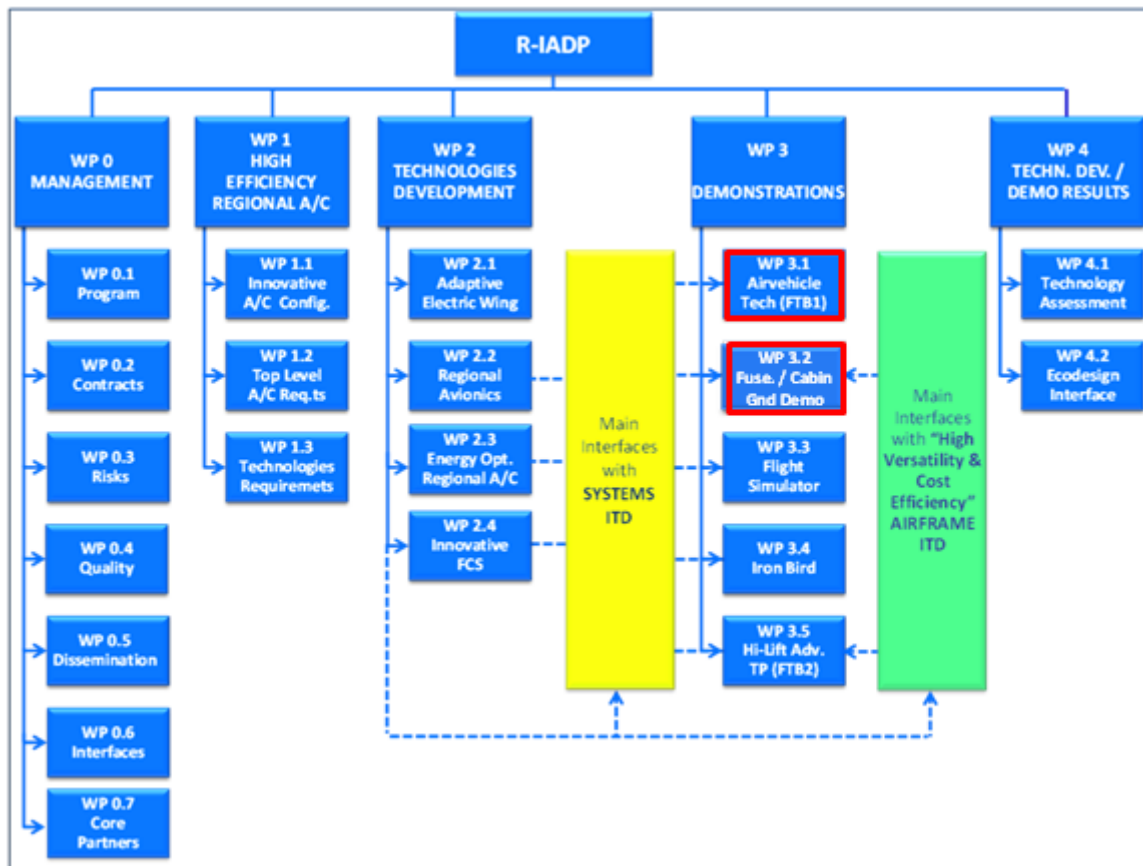 R-IADP
WP 0
MANAGEMENT
WP 1
HIGH
EFFICIENCY
REGIONAL A/C
WP 2
TECHNOLOGIES
DEVELOPMENT
WP 3
DEMONSTRATIONS
WP 4
TECHN. DEV. /
DEMO RESULTS
WP 0.1
Program
WP 0.2
Contracts
WP 0.3
Risks
WP 0.4
Quality
WP 0.5
Dissemination
WP 0.6
Interfaces
WP 0.7
Core
Partners
WP 1.1
Innovative
A/C Config.
WP 1.2
Top Level
A/C Req.ts
WP 1.3
Technologies
Requiremets
WP 2.1
Adaptive
Electric Wing
WP 2.2
Regional
Avionics
WP 2.3
Energy Opt.
Regional A/C
WP 2.4
Innovative
FCS
Main
Interfaces
with
SYSTEMS
ITD
WP 3.1
Airvehicle
Tech (FTB1)
WP 3.2
Fuse. / Cabin
Gnd Demo
WP 3.3
Flight
Simulator
WP 3.4
Iron Bird
WP 3.5
Hi-Lift Adv.
TP (FTB2)
Main
Interfaces
with "High
Versatility &
Cost
Efficiency"
AIRFRAME
ITD
WP 4.1
Technology
Assessment
WP 4.2
Ecodesign
Interface